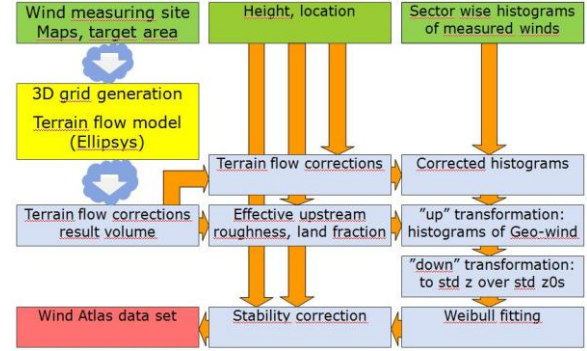 Wind measuring site
Maps, target area
Height, location
Sector wise histograms
of measured winds
3D grid generation
Terrain flow model
(Ellipsys)
Terrain flow corrections
Corrected histograms
Terrain flow corrections
result volume
Effective upstream
roughness, land fraction
”up” transformation:
histograms of Geo-wind
”down” transformation:
to std z over std z0s
Wind Atlas data set
Stability correction
Weibull fitting